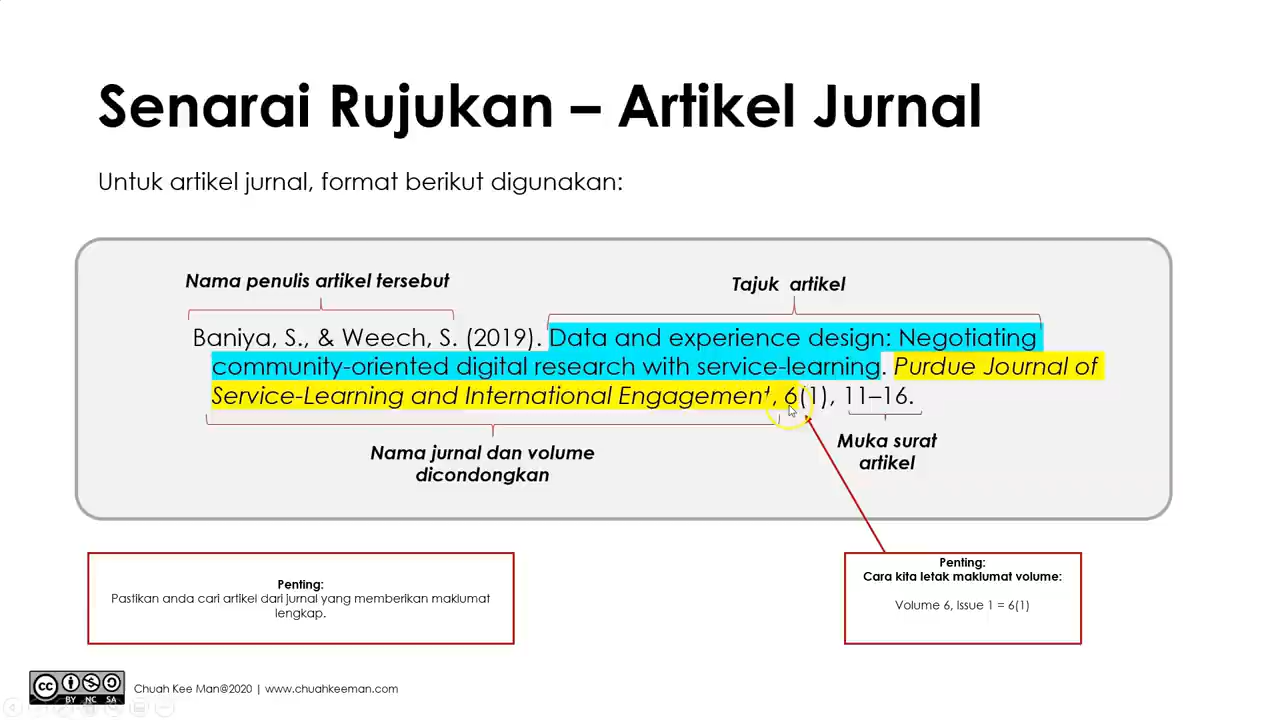 Senarai Rujukan – Artikel Jurnal
Untuk artikel jurnal, format berikut digunakan:
Nama penulis artikel tersebut
Tajuk artikel
Baniya, S., & Weech, S. (2019). Data and experience design: Negotiating
community-oriented digital research with service-learning. Purdue Journal of
Service-Learning and International Engagement, 6(1), 11–16.
Nama jurnal dan volume
dicondongkan
Muka surat
artikel
Penting:
Pastikan anda cari artikel dari jurnal yang memberikan maklumat
lengkap.
Penting:
Cara kita letak maklumat volume:
Volume 6, Issue 1 = 6(1)
cc BY NC SA
Chuah Kee Man@2020 | www.chuahkeeman.com